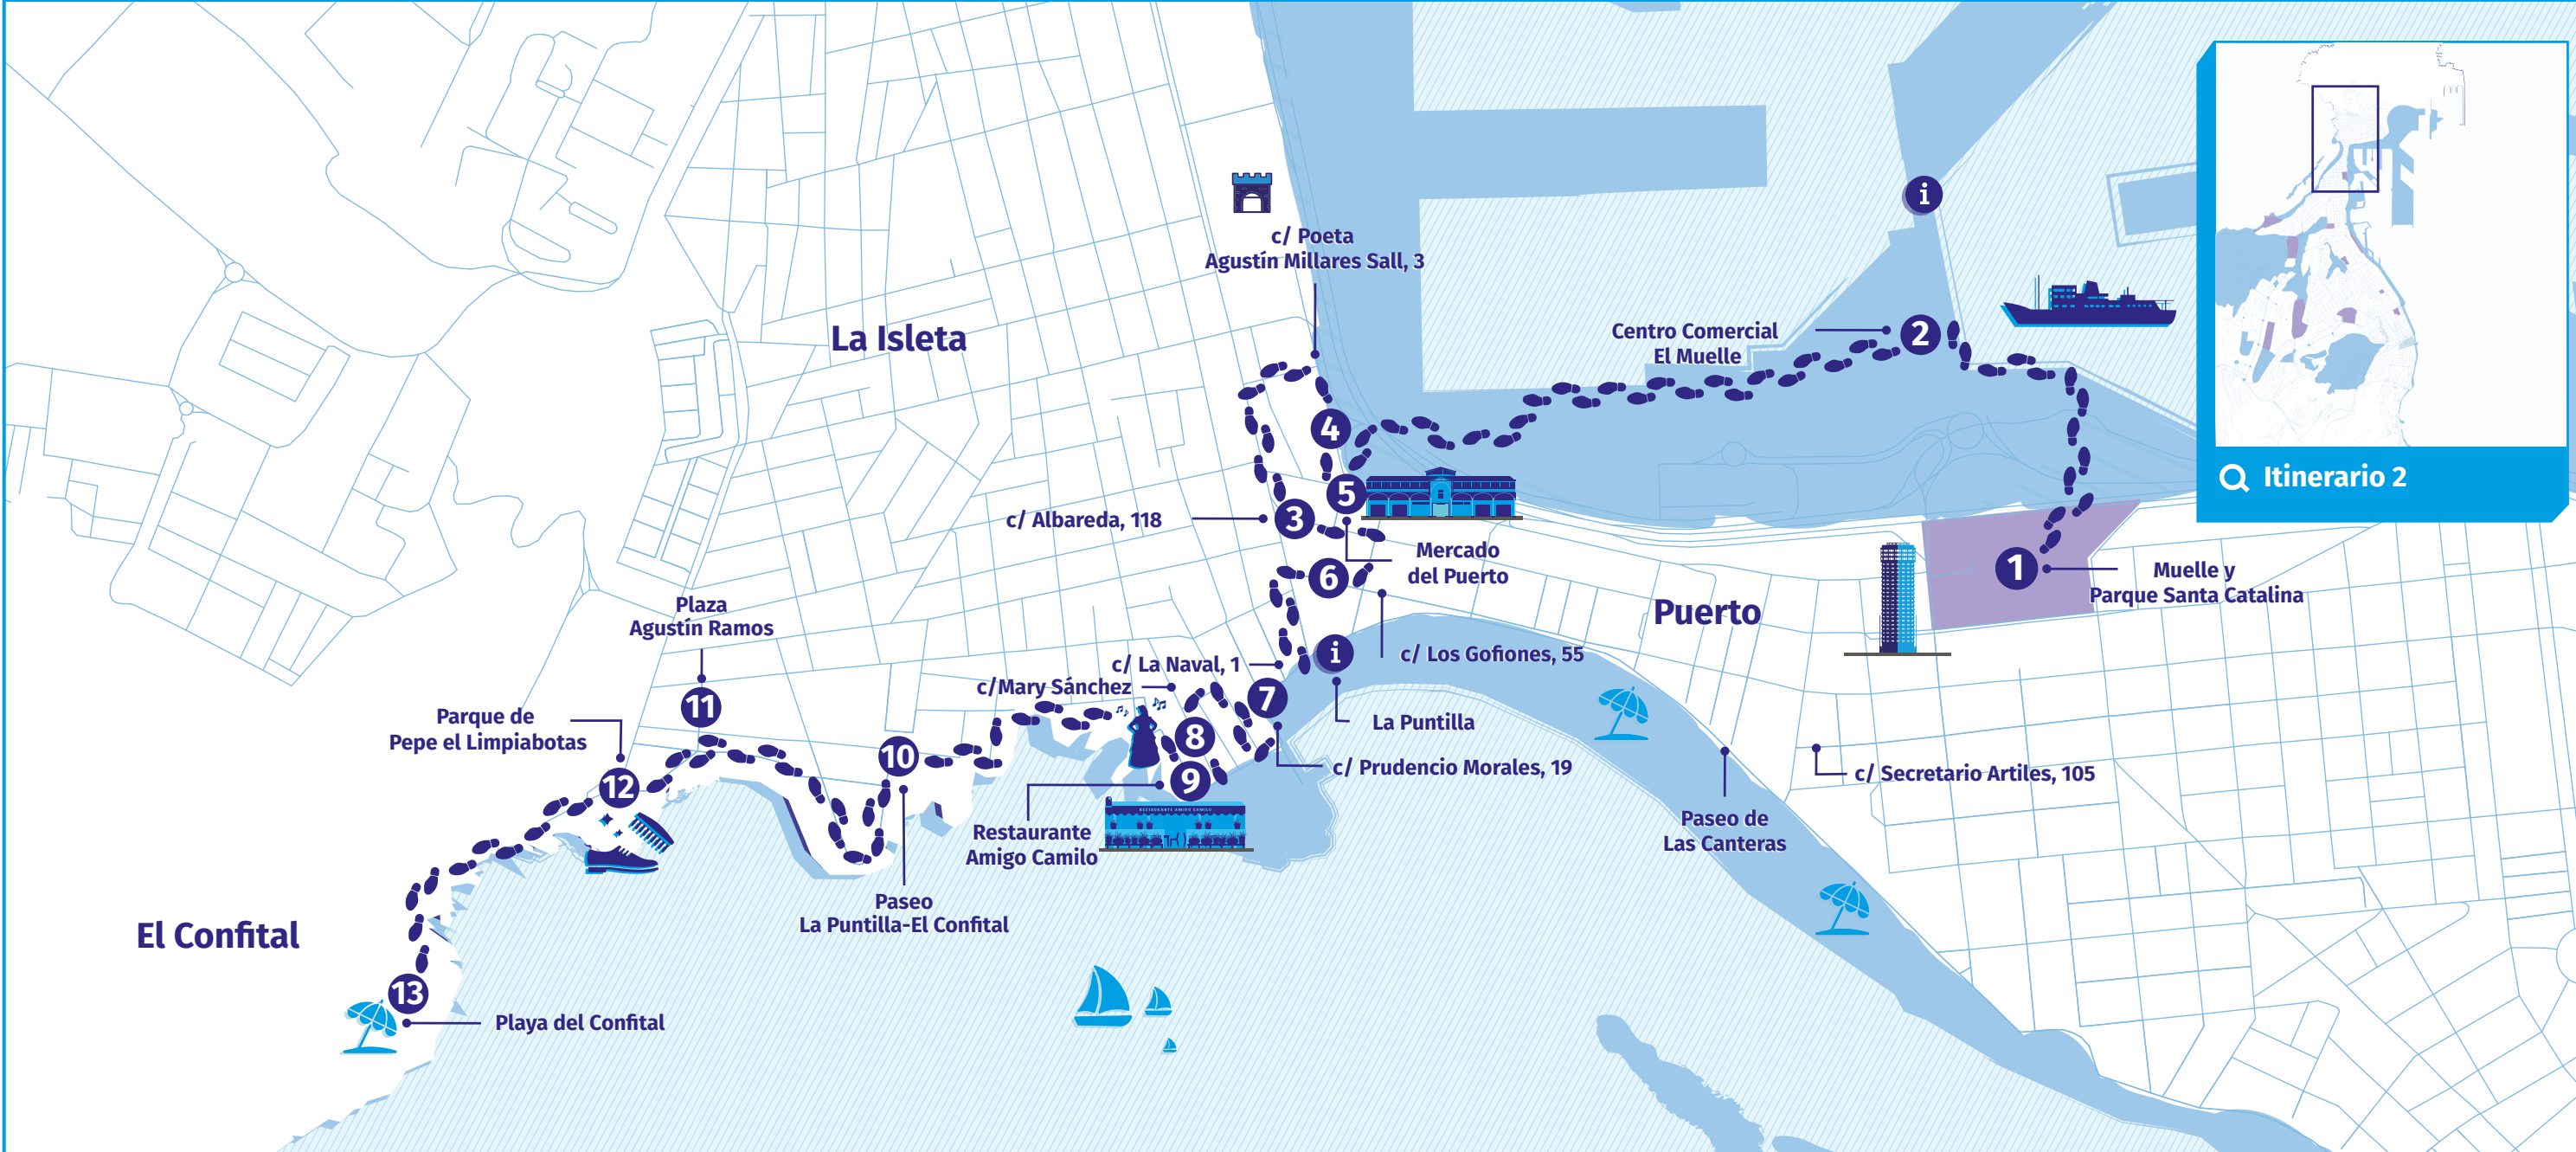 c/ Poeta
Agustín Millares Sall, 3
i
La Isleta
Centro Comercial
El Muelle
2
4
5
3
c/ Albareda, 118
Mercado
del Puerto
6
1
Muelle y
Parque Santa Catalina
Itinerario 2
Puerto
Plaza
Agustín Ramos
c/ La Naval, 1
i
c/ Los Gofiones, 55
c/Mary Sánchez
7
La Puntilla
11
Parque de
Pepe el Limpiabotas
8
10
9
c/ Prudencio Morales, 19
c/ Secretario Artiles, 105
12
RESTAURANTE AMIGO CAMILO
Restaurante
Amigo Camilo
Paseo de
Las Canteras
Paseo
La Puntilla-El Confital
El Confital
13
Playa del Confital